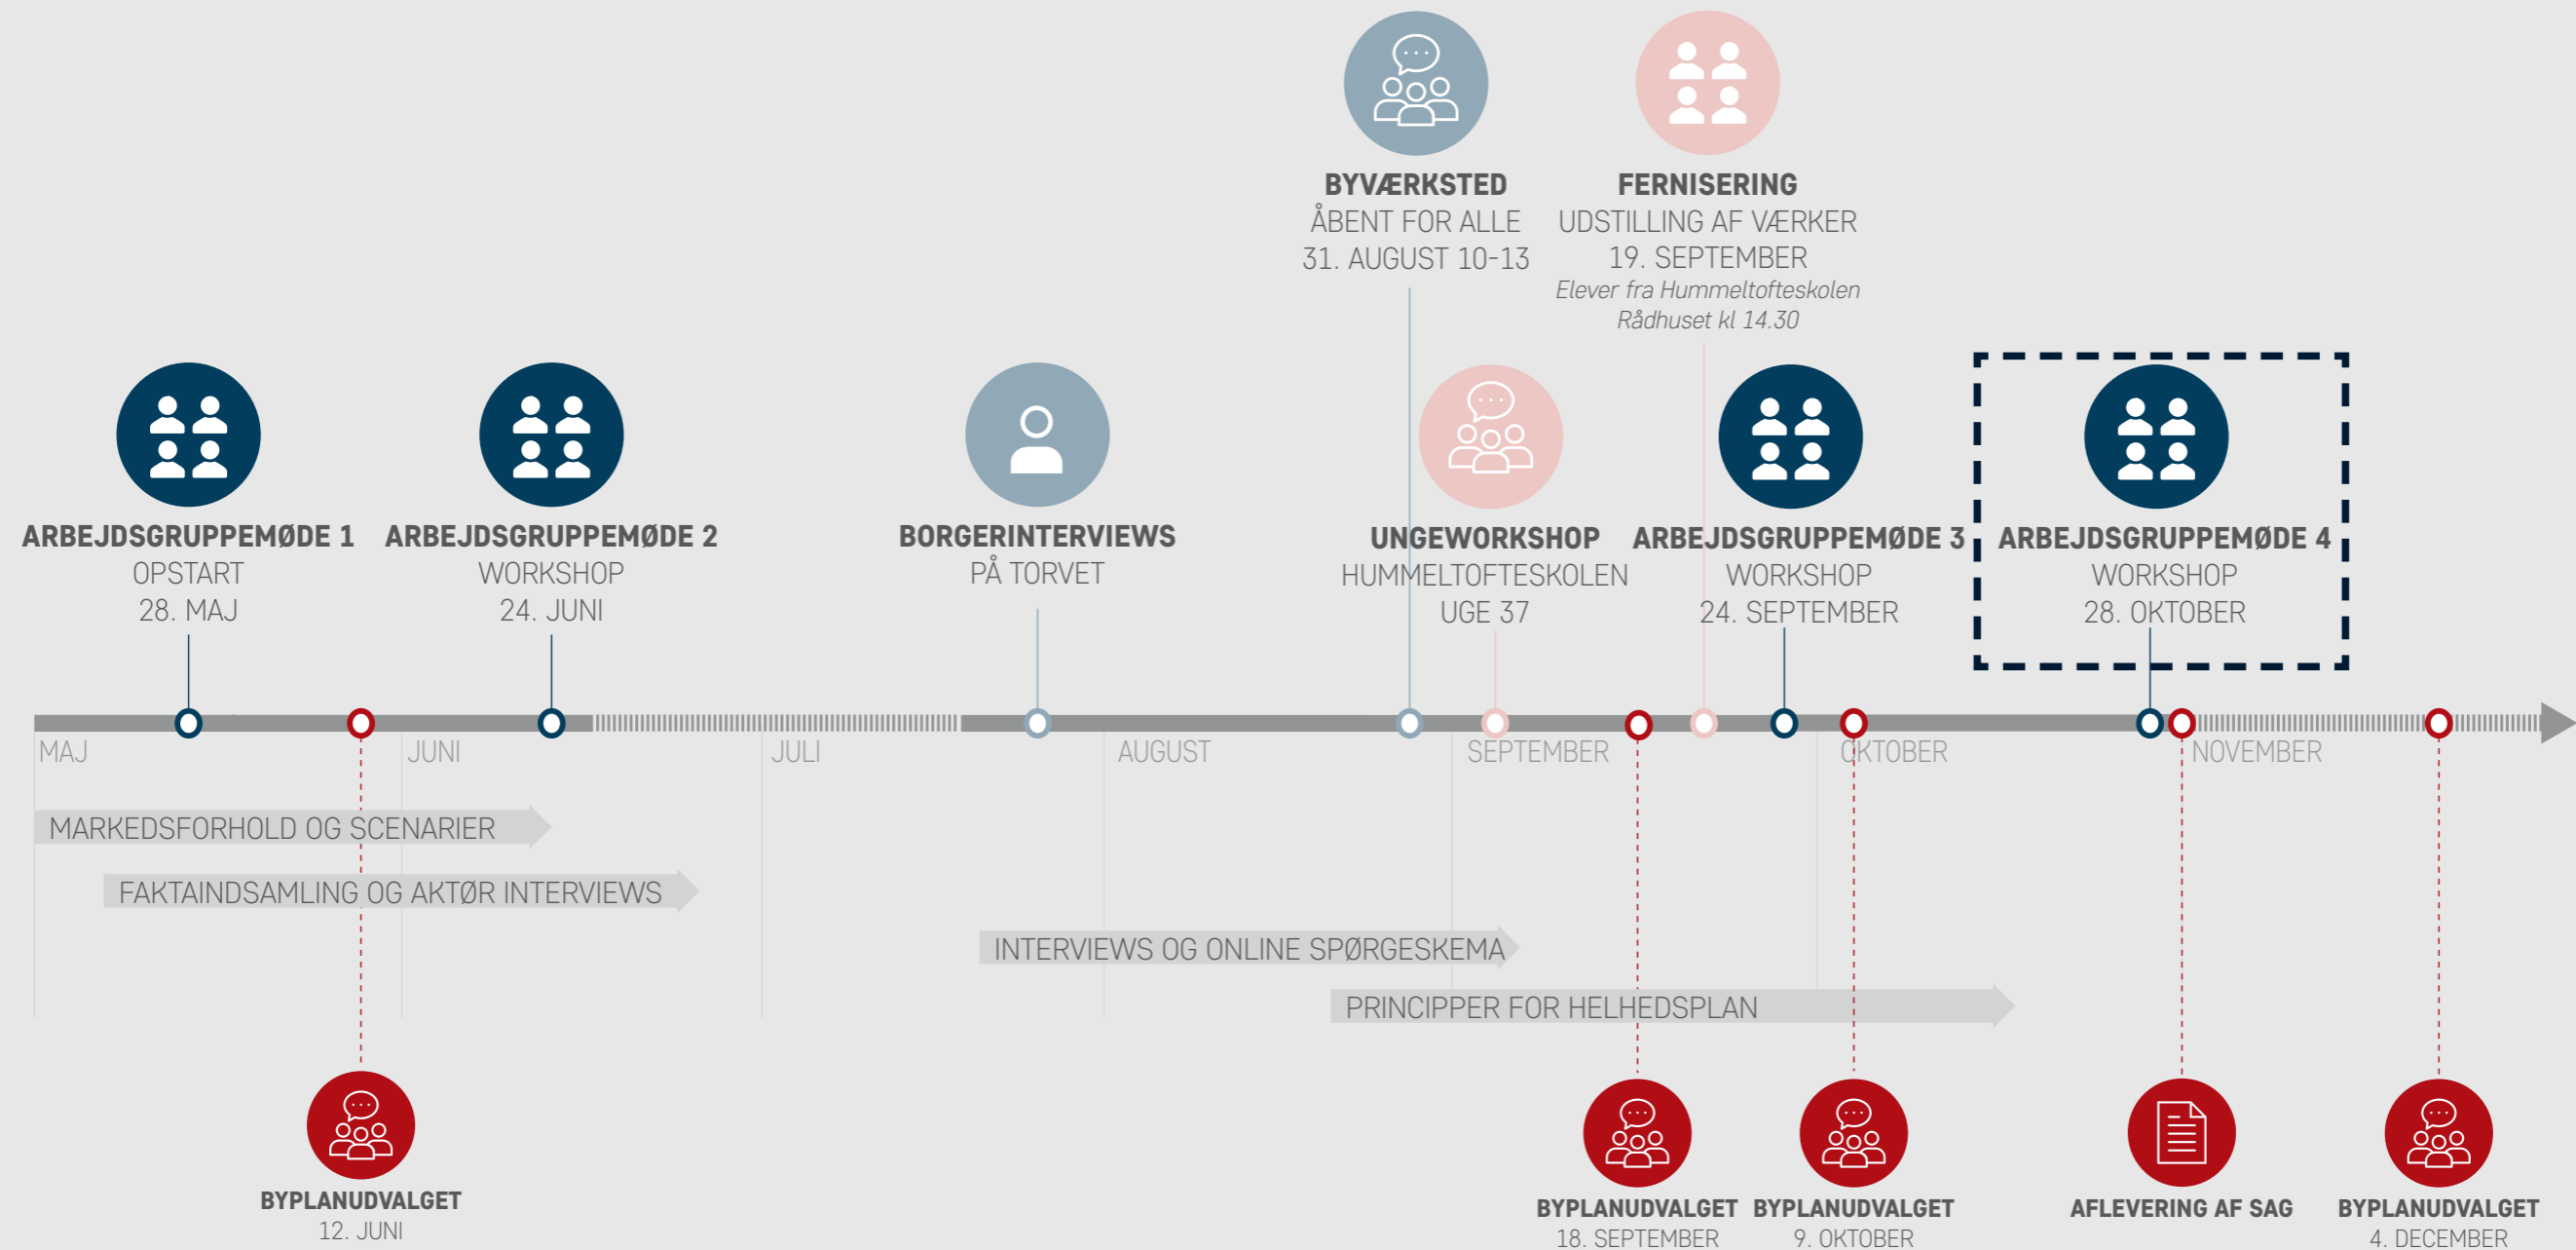 BYVÆRKSTED
ÅBENT FOR ALLE
31. AUGUST 10-13
FERNISERING
UDSTILLING AF VÆRKER
19. SEPTEMBER
Elever fra Hummeltofteskolen
Rådhuset kl 14.30
ARBEJDSGRUPPEMØDE 1
OPSTART
28. MAJ
ARBEJDSGRUPPEMØDE 2
WORKSHOP
24. JUNI
BORGERINTERVIEWS
PÅ TORVET
UNGEWORKSHOP
HUMMELTOFTESKOLEN
UGE 37
ARBEJDSGRUPPEMØDE 3
WORKSHOP
24. SEPTEMBER
ARBEJDSGRUPPEMØDE 4
WORKSHOP
28. OKTOBER
MAJ
JUNI
JULI
AUGUST
SEPTEMBER
OKTOBER
NOVEMBER
MARKEDSFORHOLD OG SCENARIER
FAKTAINDSAMLING OG AKTØR INTERVIEWS
INTERVIEWS OG ONLINE SPØRGESKEMA
PRINCIPPER FOR HELHEDSPLAN
BYPLANUDVALGET
12. JUNI
BYPLANUDVALGET
18. SEPTEMBER
BYPLANUDVALGET
9. OKTOBER
AFLEVERING AF SAG
BYPLANUDVALGET
4. DECEMBER